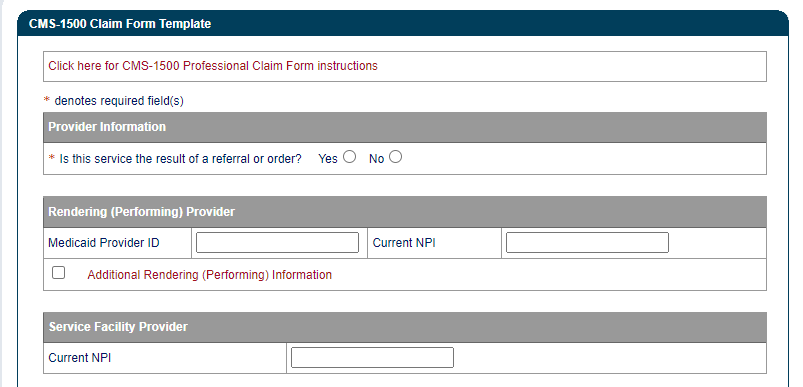 CMS-1500 Claim Form Template
Click here for CMS-1500 Professional Claim Form instructions
* denotes required field(s)
Provider Information
* Is this service the result of a referral or order? Yes No
Rendering (Performing) Provider
Medicaid Provider ID Current NPI
Additional Rendering (Performing) Information
Service Facility Provider
Current NPI